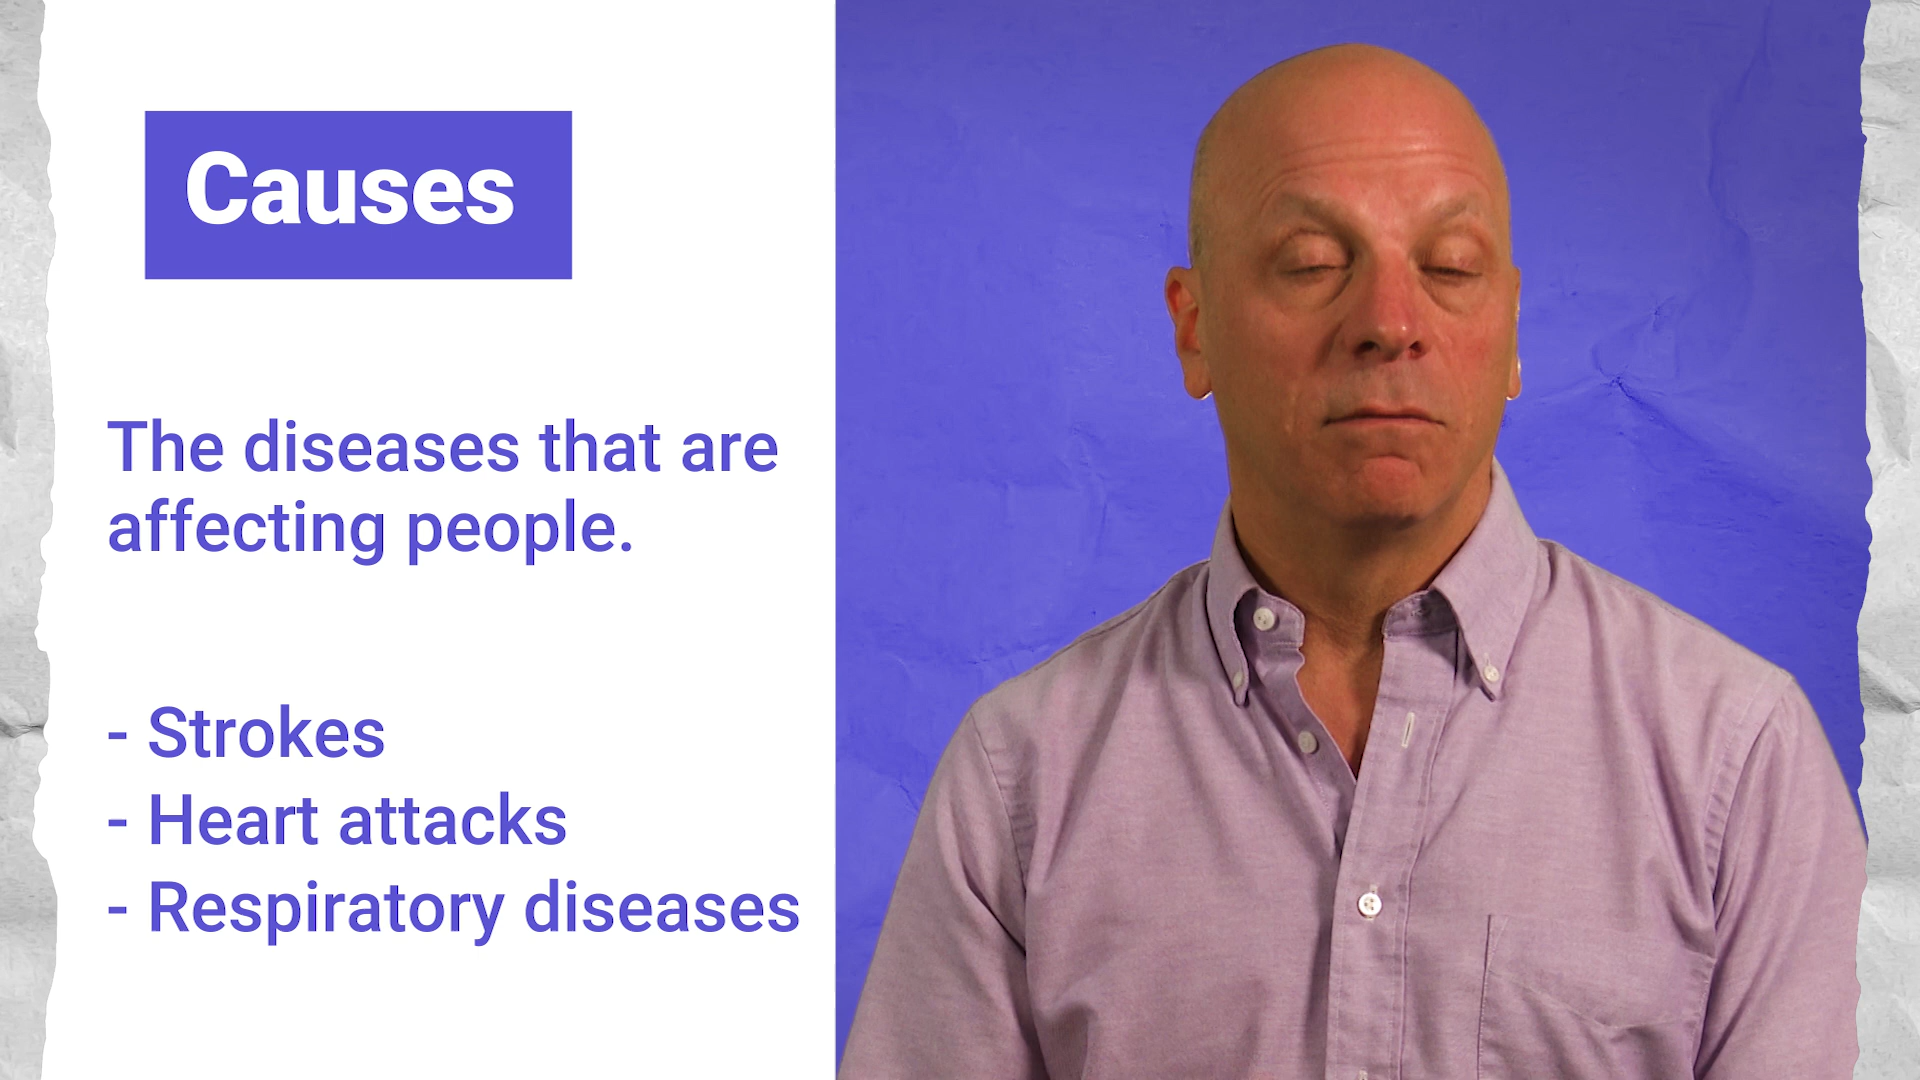 Causes
The diseases that are
affecting people.
- Strokes
- Heart attacks
- Respiratory diseases